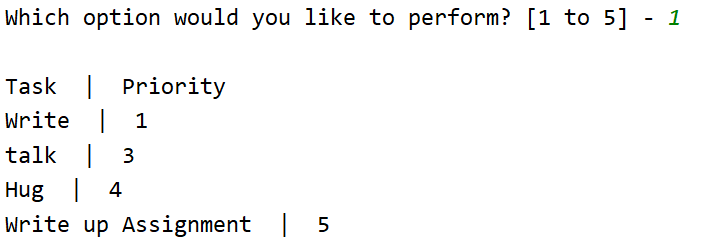 Which option would you like to perform? [1 to 5] - 1
Task | Priority
Write | 1
talk | 3
Hug | 4
Write up Assignment | 5